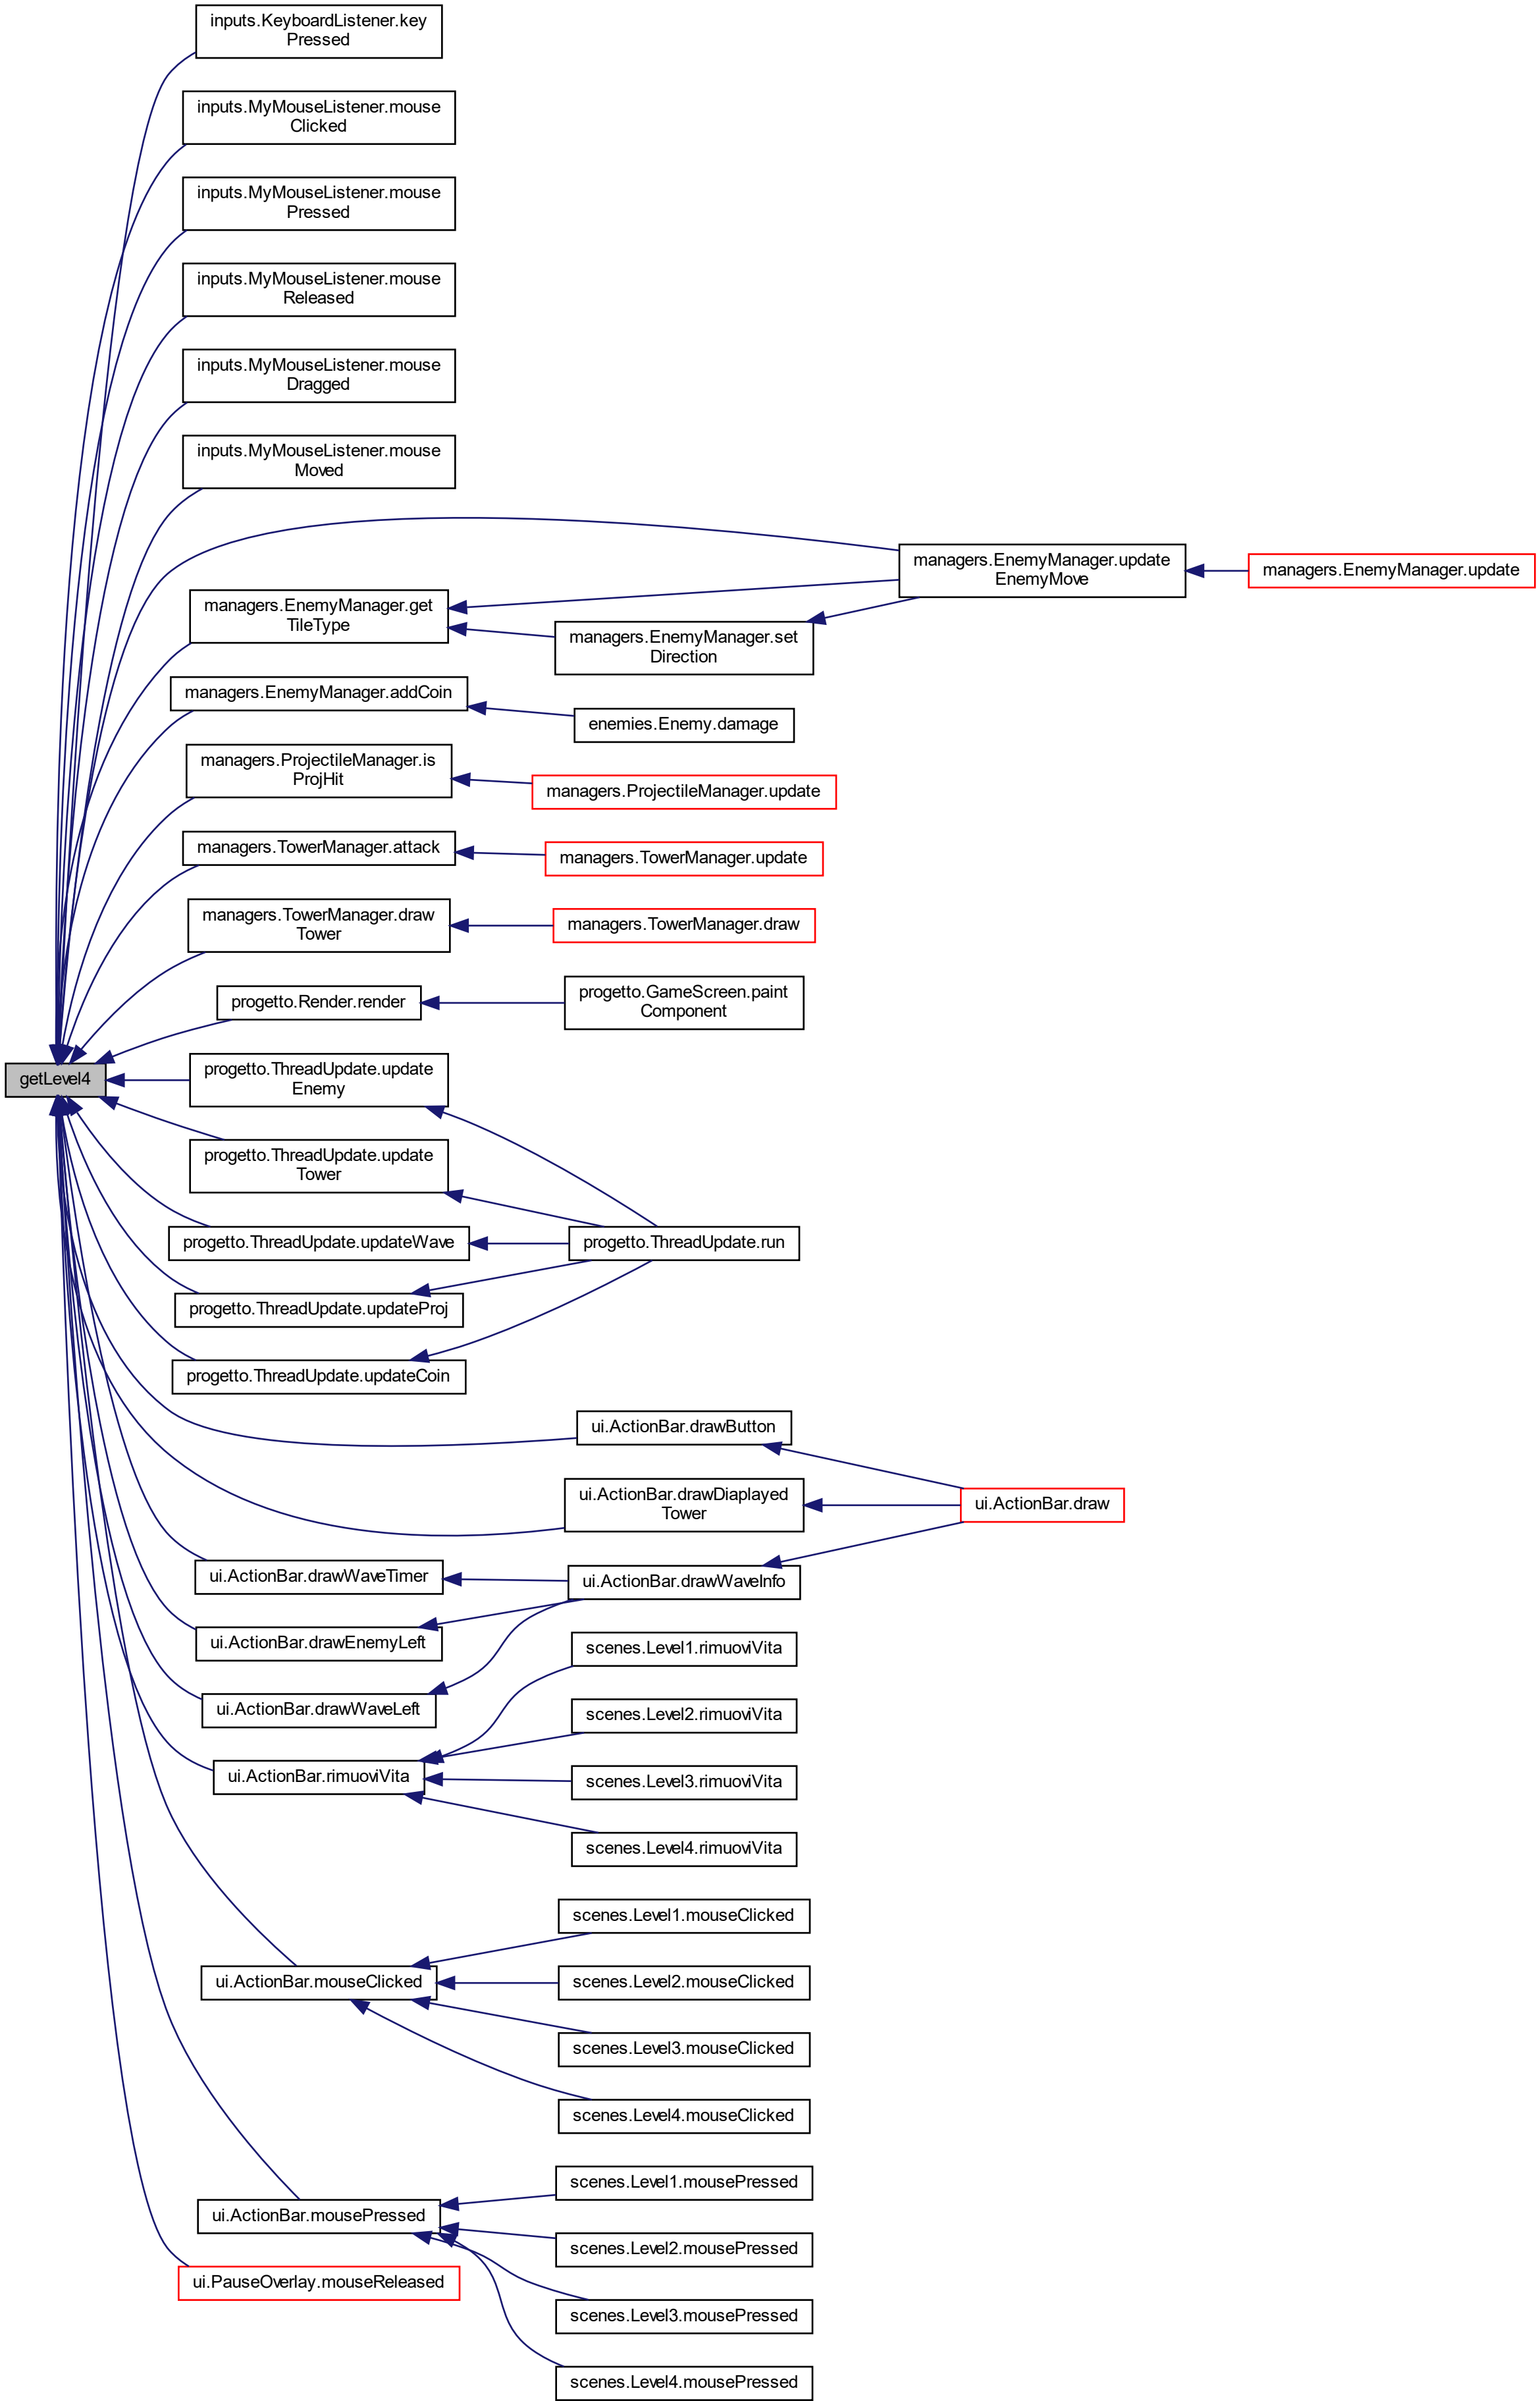 inputs.KeyboardListener.key
Pressed
inputs.MyMouseListener.mouse
Clicked
inputs.MyMouseListener.mouse
Pressed
inputs.MyMouseListener.mouse
Released
inputs.MyMouseListener.mouse
Dragged
inputs.MyMouseListener.mouse
Moved
managers.EnemyManager.update
EnemyMove
managers.EnemyManager.update
managers.EnemyManager.get
TileType
managers.EnemyManager.set
Direction
managers.EnemyManager.addCoin
enemies.Enemy.damage
managers.ProjectileManager.is
ProjHit
managers.ProjectileManager.update
managers.TowerManager.attack
managers.TowerManager.update
managers.TowerManager.draw
Tower
managers.TowerManager.draw
progetto.Render.render
progetto.GameScreen.paint
Component
getLevel4
progetto.ThreadUpdate.update
Enemy
progetto.ThreadUpdate.update
Tower
progetto.ThreadUpdate.updateWave
progetto.ThreadUpdate.run
progetto.ThreadUpdate.updateProj
progetto.ThreadUpdate.updateCoin
ui.ActionBar.drawButton
ui.ActionBar.drawDiaplayed
Tower
ui.ActionBar.draw
ui.ActionBar.drawWaveTimer
ui.ActionBar.drawWaveInfo
ui.ActionBar.drawEnemyLeft
scenes.Level1.rimuoviVita
ui.ActionBar.drawWaveLeft
scenes.Level2.rimuoviVita
ui.ActionBar.rimuoviVita
scenes.Level3.rimuoviVita
scenes.Level4.rimuoviVita
scenes.Level1.mouseClicked
ui.ActionBar.mouseClicked
scenes.Level2.mouseClicked
scenes.Level3.mouseClicked
scenes.Level4.mouseClicked
scenes.Level1.mousePressed
ui.ActionBar.mousePressed
scenes.Level2.mousePressed
ui.PauseOverlay.mouseReleased
scenes.Level3.mousePressed
scenes.Level4.mousePressed